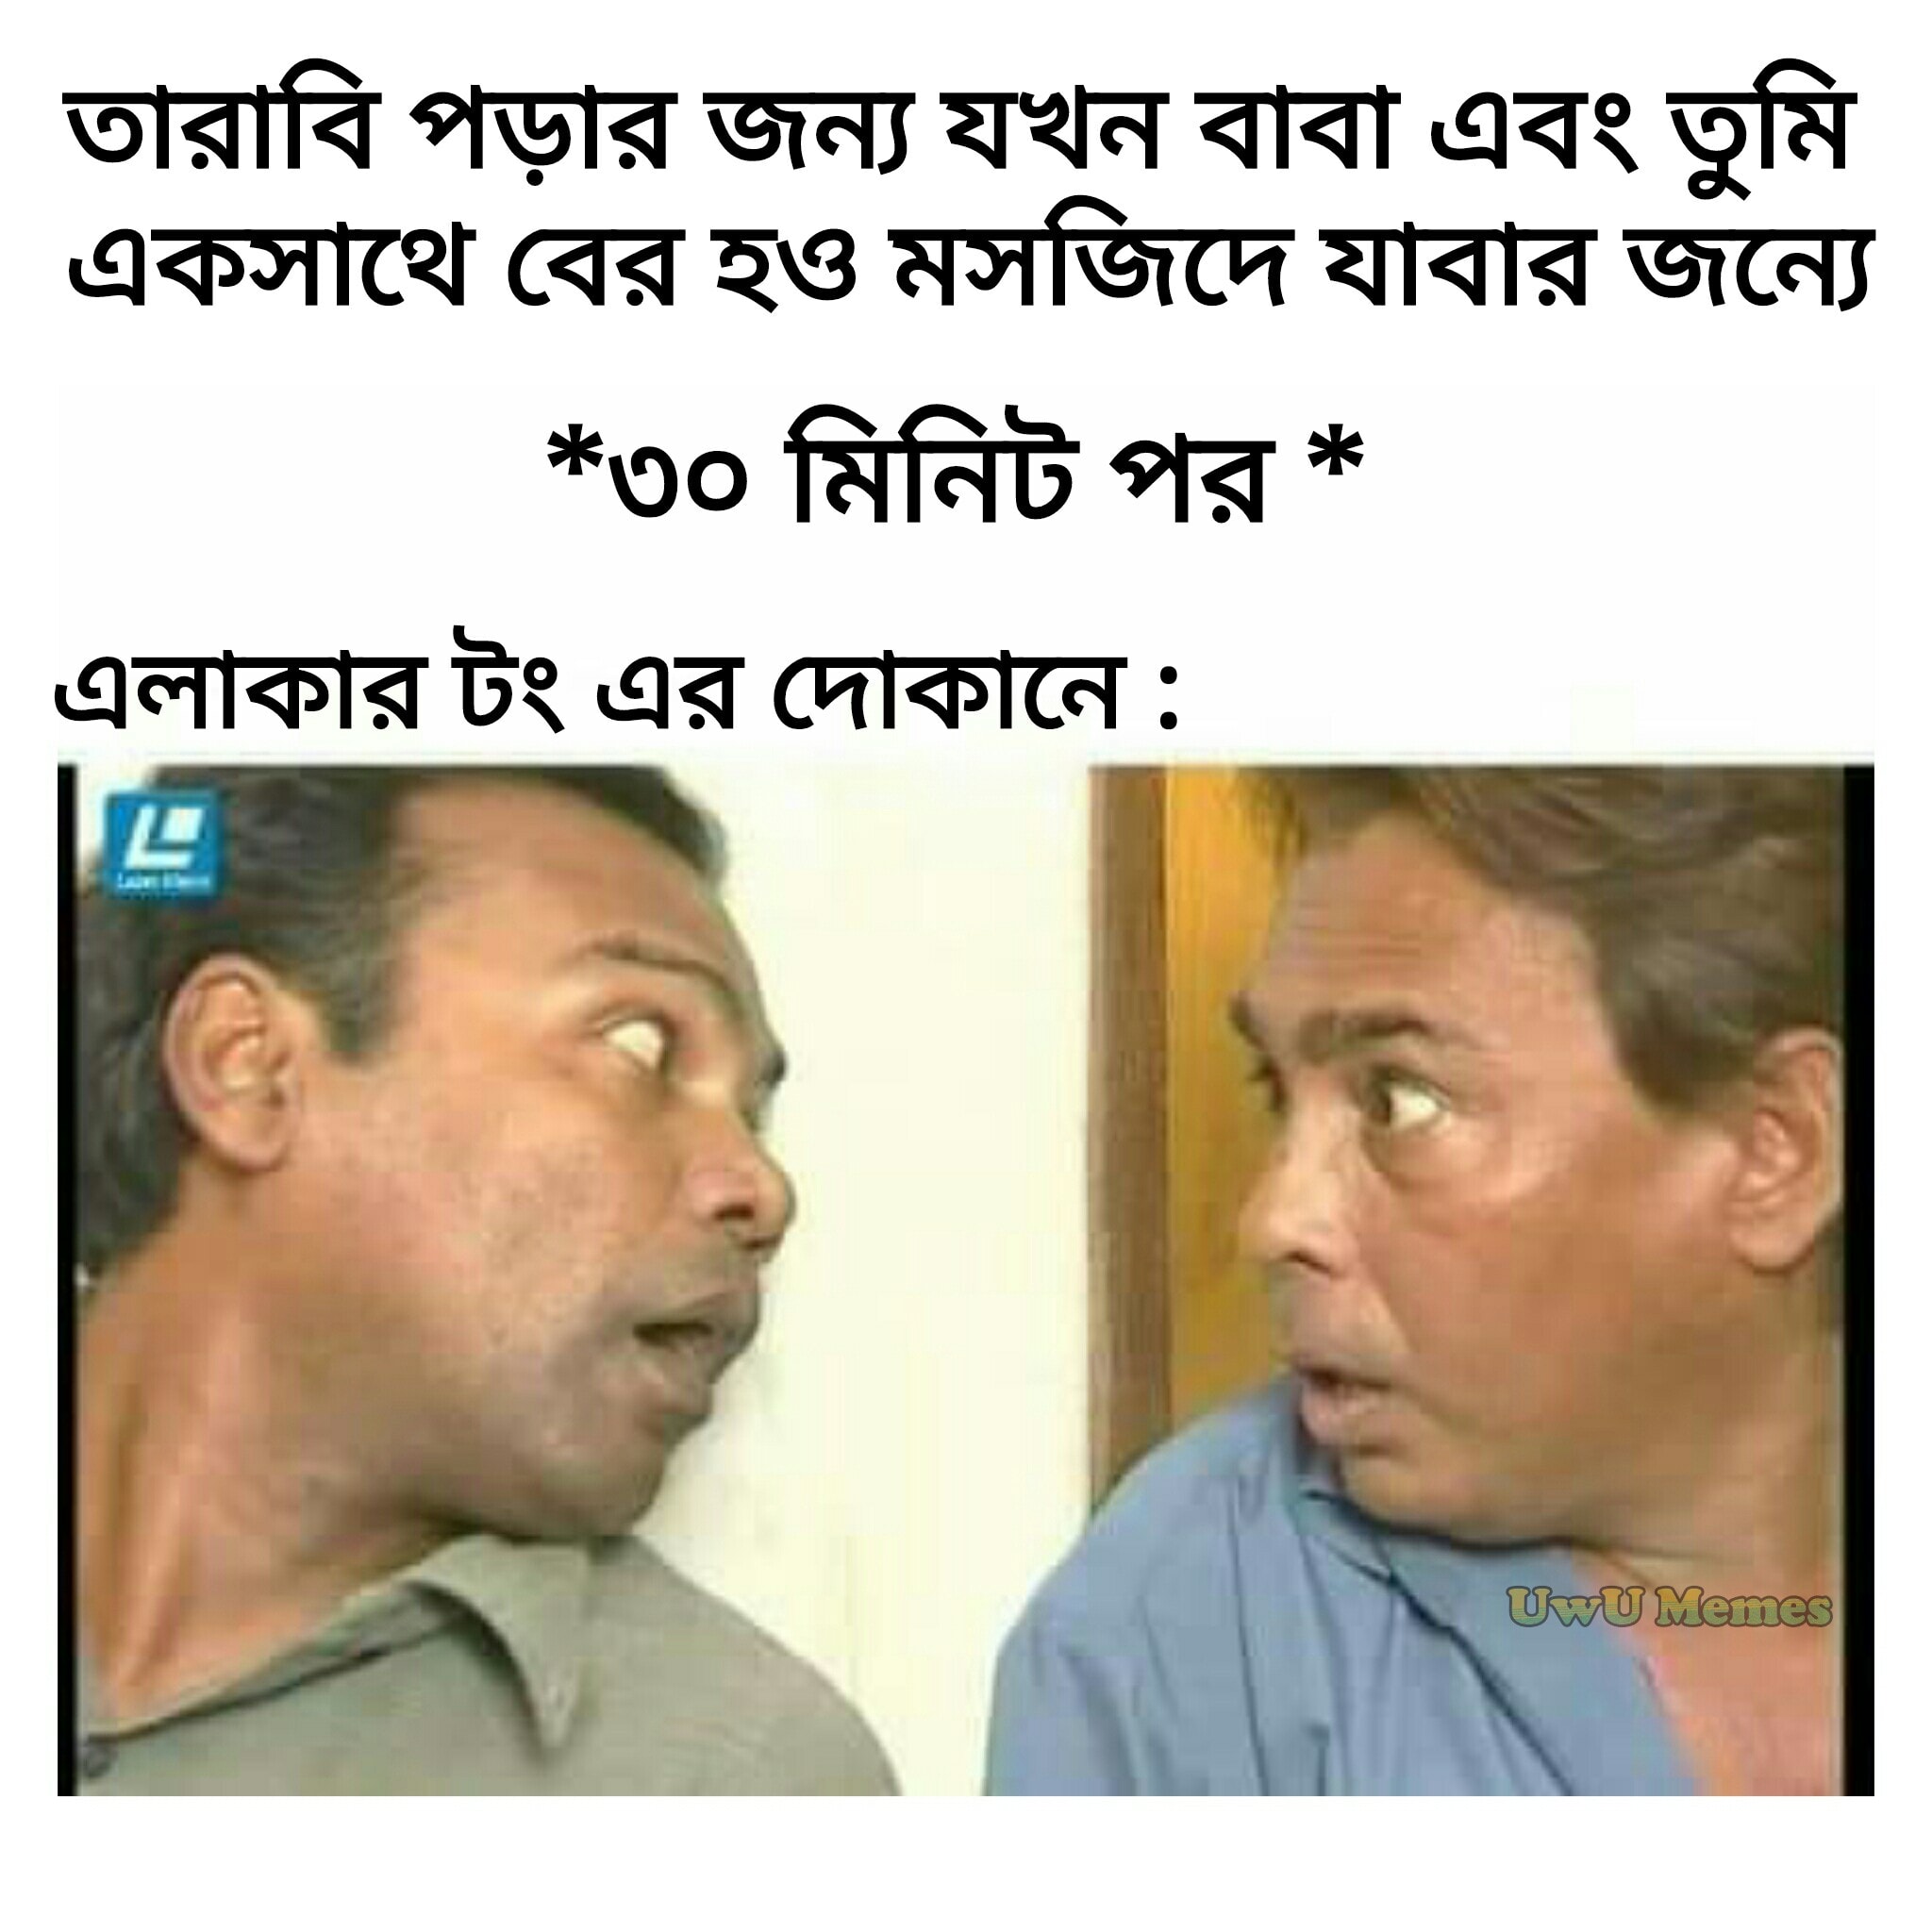 তারাবি পড়ার জন্য যখন বাবা এবং তুমি
একসাথে বের হও মসজিদে যাবার জন্যে
*৩০ মিনিট পর *
এলাকার টং এর দোকানে :
UwU Memes